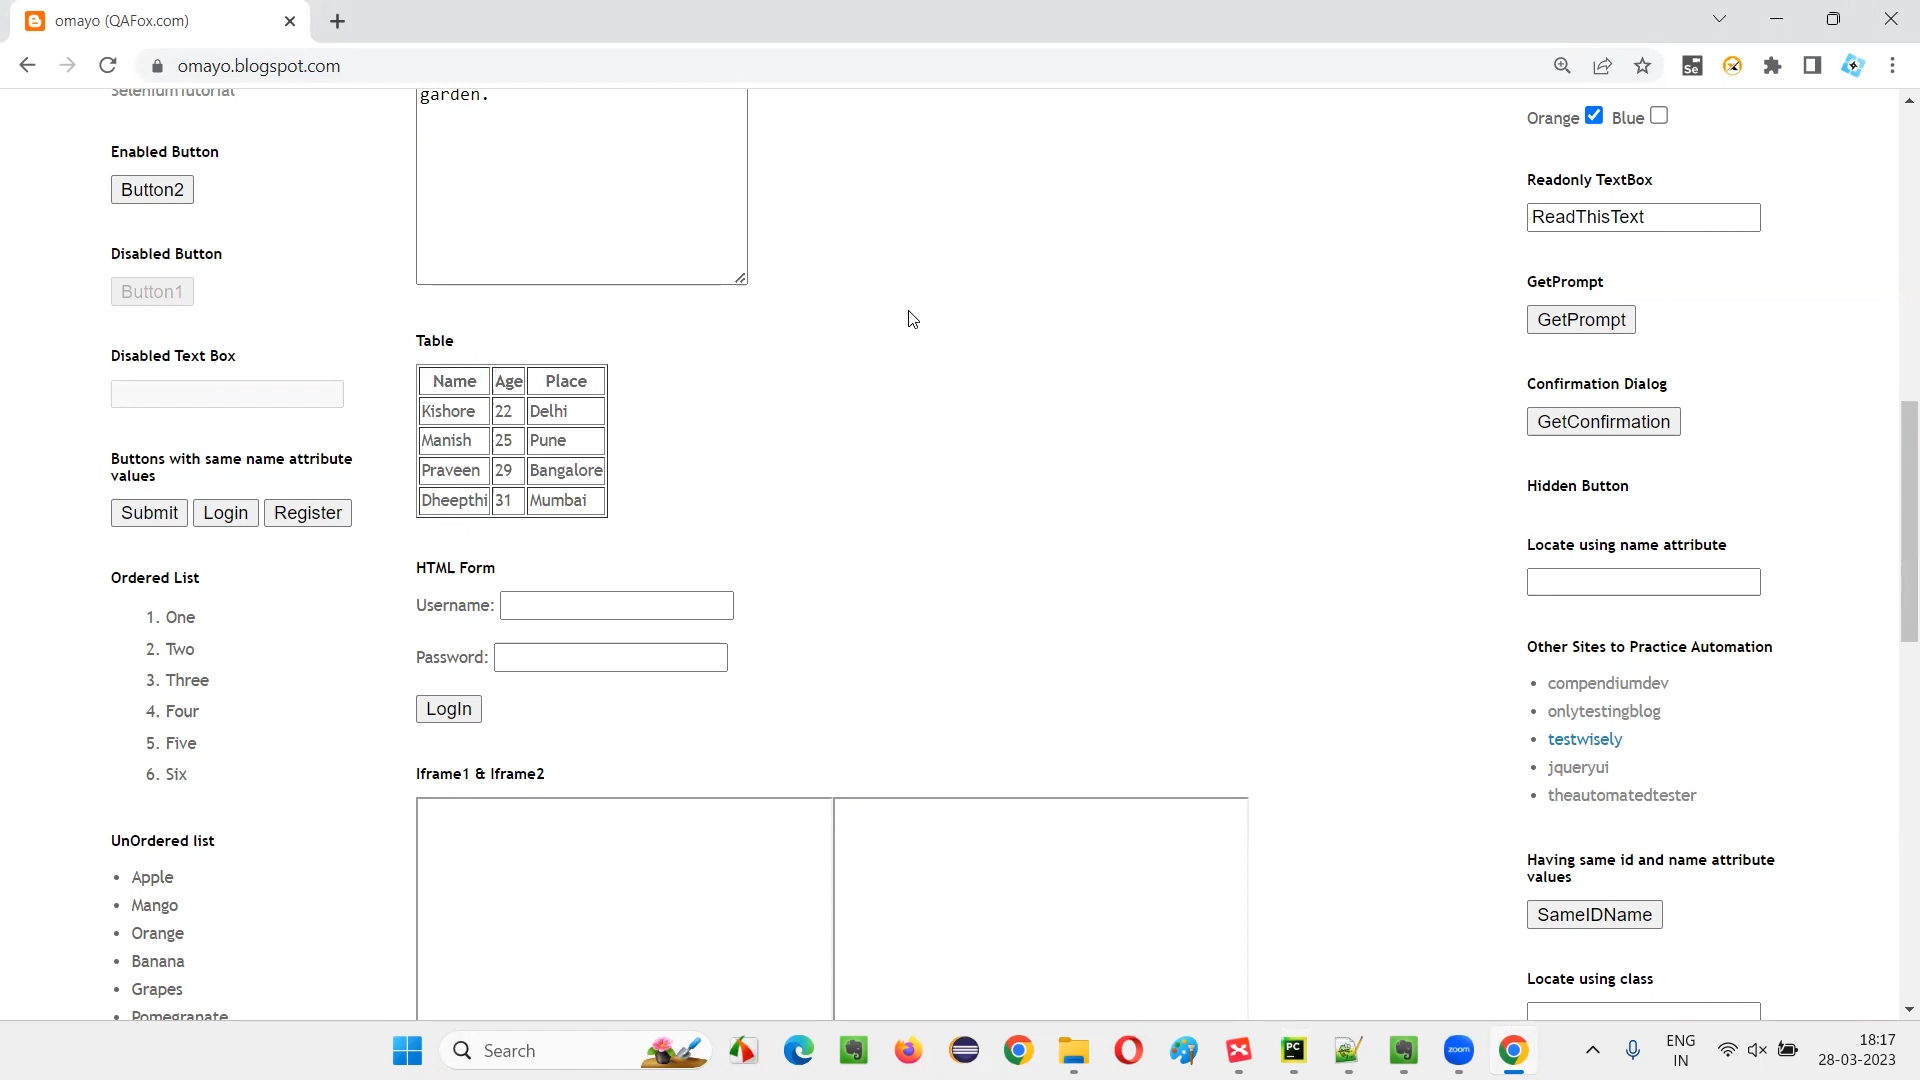 omayo (QAFox.com)
omayo.blogspot.com
SeleniumTutorial
Enabled Button
Button2
Disabled Button
Button1
Disabled Text Box
Buttons with same name attribute
values
Submit Login Register
Ordered List
1. One
2. Two
3. Three
4. Four
5. Five
6. Six
UnOrdered list
• Apple
• Mango
• Orange
• Banana
• Grapes
• Pomegranate
garden.
Table
Name Age Place
Kishore 22 Delhi
Manish 25 Pune
Praveen 29 Bangalore
Dheepthi 31 Mumbai
HTML Form
Username:
Password:
LogIn
Iframe1 & Iframe2
Orange Blue
Readonly TextBox
ReadThisText
GetPrompt
GetPrompt
Confirmation Dialog
GetConfirmation
Hidden Button
Locate using name attribute
Other Sites to Practice Automation
• compendiumdev
• onlytestingblog
• testwisely
• jqueryui
• theautomatedtester
Having same id and name attribute
values
SameIDName
Locate using class
Search
Se
PC
zoom
ENG
IN
18:17
28-03-2023